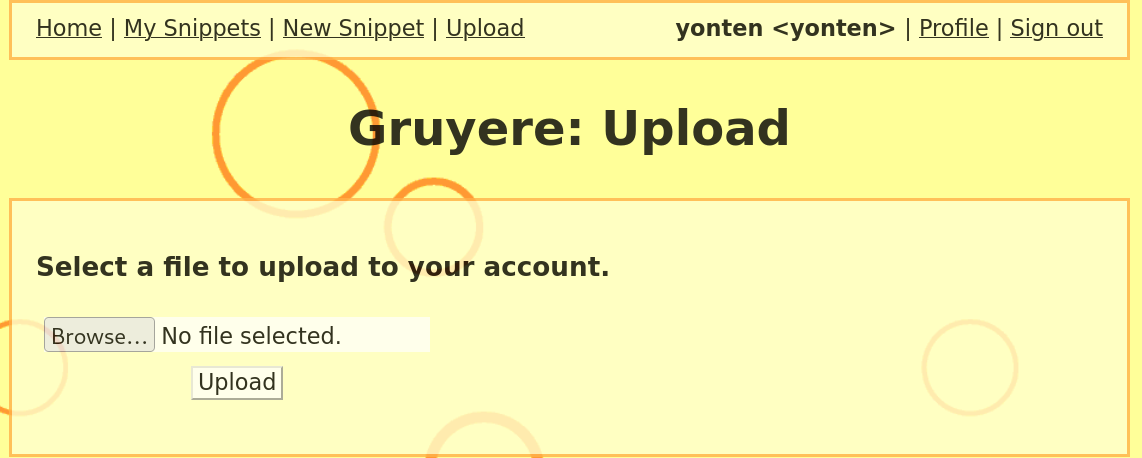 Home | My Snippets | New Snippet | Upload yonten <yonten> | Profile | Sign out
Gruyere: Upload
Select a file to upload to your account.
Browse... No file selected.
Upload